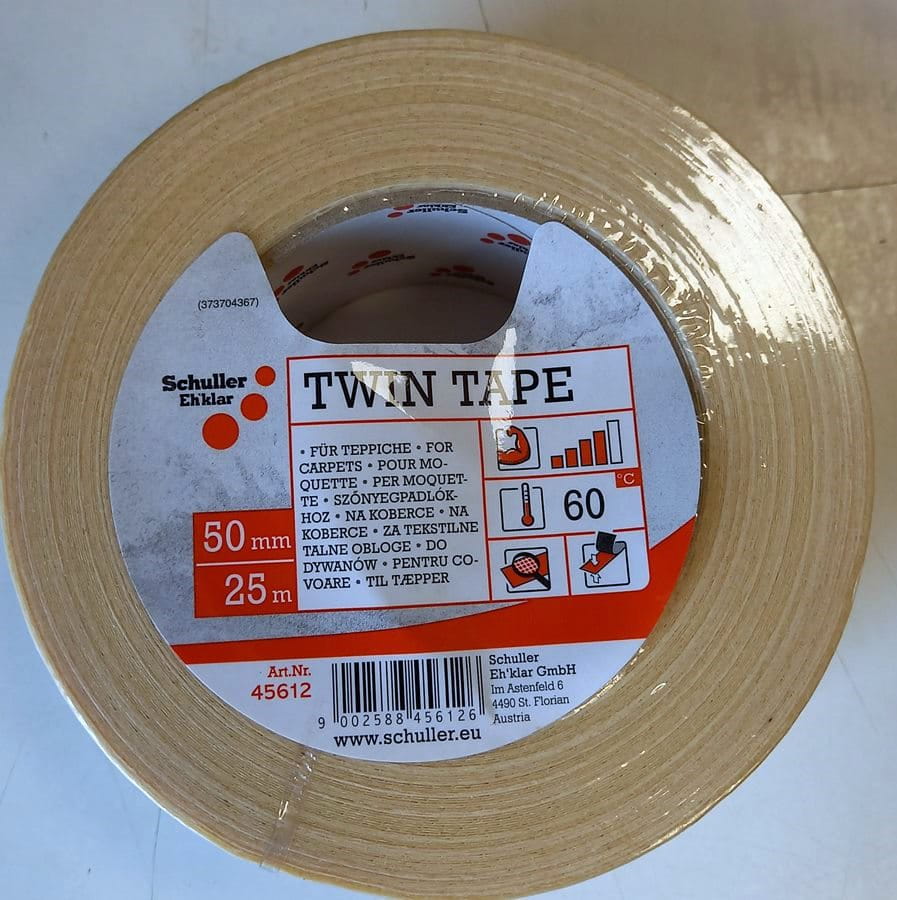 Schuller
(373704367)
Schuller
Eh'klar
TWIN TAPE
• FÜR TEPPICHE • FOR
CARPETS • POUR MO-
QUETTE • PER MOQUET-
TE • SZŐNYEGPADLÓK-
HOZ • NA KOBERCE • NA
KOBERCE • ZA TEKSTILNE
TALNE OBLOGE • DO
DYWANÓW • PENTRU CO-
VOARE • TIL TÆPPER
°C
60
50 mm
25 m
Art.Nr.
45612
9 002588 456126
www.schuller.eu
Schuller
Eh'klar GmbH
Im Astenfeld 6
4490 St. Florian
Austria